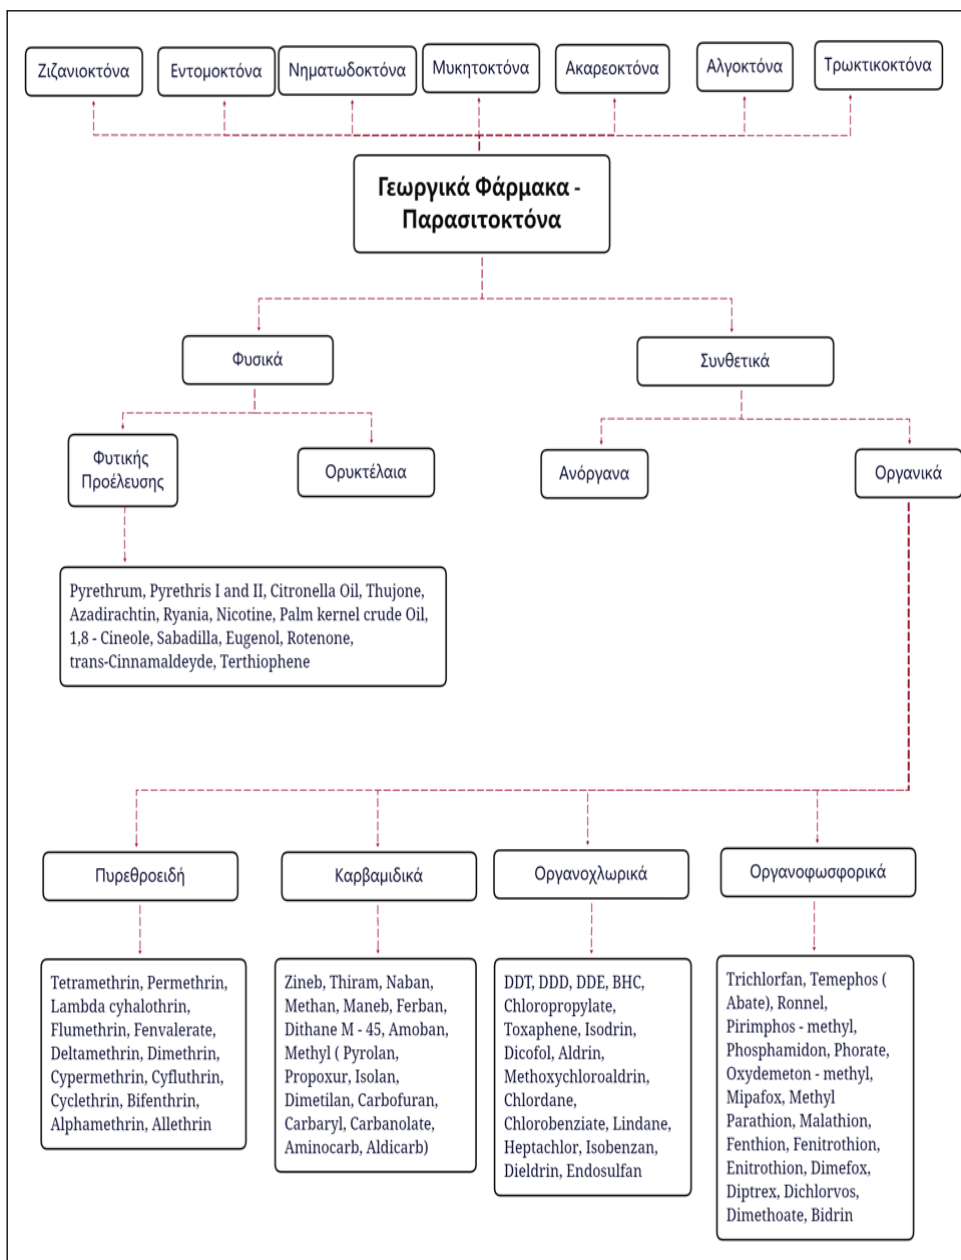 Ζιζανιοκτόνα
Εντομοκτόνα
Νηματωδοκτόνα
Μυκητοκτόνα
Ακαρεοκτόνα
Αλγοκτόνα
Τρωκτικοκτόνα
Γεωργικά Φάρμακα -
Παρασιτοκτόνα
Φυσικά
Συνθετικά
Φυτικής
Προέλευσης
Ορυκτέλαια
Ανόργανα
Οργανικά
Pyrethrum, Pyrethris I and II, Citronella Oil, Thujone,
Azadirachtin, Ryania, Nicotine, Palm kernel crude Oil,
1,8 - Cineole, Sabadilla, Eugenol, Rotenone,
trans-Cinnamaldeyde, Terthiophene
Πυρεθροειδή
Καρβαμιδικά
Οργανοχλωρικά
Οργανοφωσφορικά
Tetramethrin, Permethrin,
Lambda cyhalothrin,
Flumethrin, Fenvalerate,
Deltamethrin, Dimethrin,
Cypermethrin, Cyfluthrin,
Cyclethrin, Bifenthrin,
Alphamethrin, Allethrin
Zineb, Thiram, Naban,
Methan, Maneb, Ferban,
Dithane M - 45, Amoban,
Methyl ( Pyrolan,
Propoxur, Isolan,
Dimetilan, Carbofuran,
Carbaryl, Carbanolate,
Aminocarb, Aldicarb)
DDT, DDD, DDE, BHC,
Chloropropylate,
Toxaphene, Isodrin,
Dicofol, Aldrin,
Methoxychloroaldrin,
Chlordane,
Chlorobenziate, Lindane,
Heptachlor, Isobenzan,
Dieldrin, Endosulfan
Trichlorfan, Temephos (
Abate), Ronnel,
Pirimphos - methyl,
Phosphamidon, Phorate,
Oxydemeton - methyl,
Mipafox, Methyl
Parathion, Malathion,
Fenthion, Fenitrothion,
Enitrothion, Dimefox,
Diptrex, Dichlorvos,
Dimethoate, Bidrin